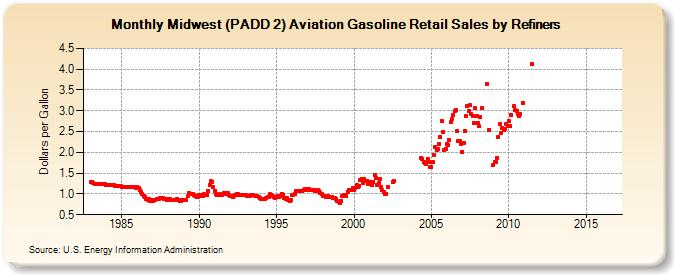 Monthly Midwest (PADD 2) Aviation Gasoline Retail Sales by Refiners
Dollars per Gallon
4.5
4.0
3.5
3.0
2.5
2.0
1.5
1.0
0.5
1985 1990 1995 2000 2005 2010 2015
Source: U.S. Energy Information Administration